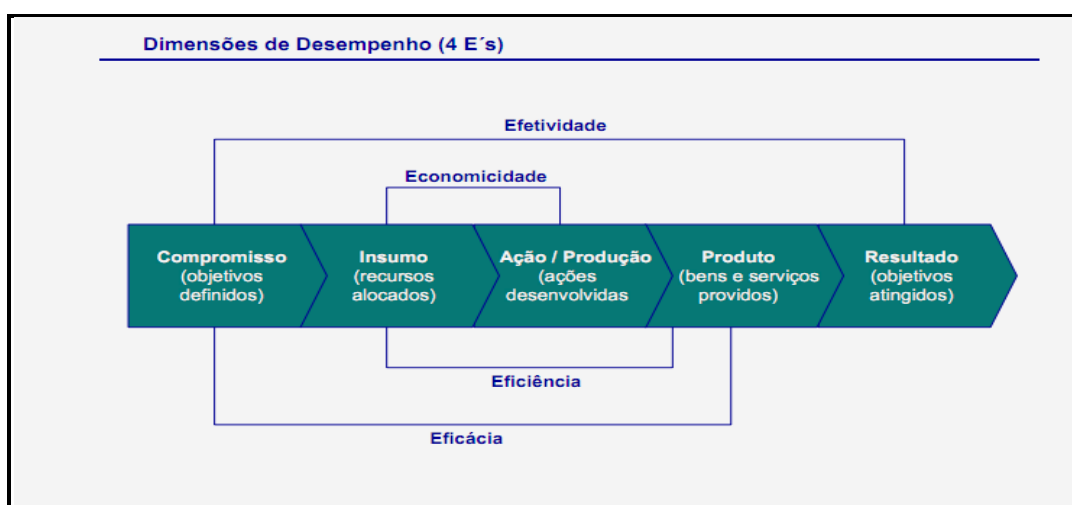 Dimensões de Desempenho (4 E´s)
Efetividade
Economicidade
Compromisso
(objetivos
definidos)
Insumo
(recursos
alocados)
Ação / Produção
(ações
desenvolvidas
Produto
(bens e serviços
providos)
Resultado
(objetivos
atingidos)
Eficiência
Eficácia